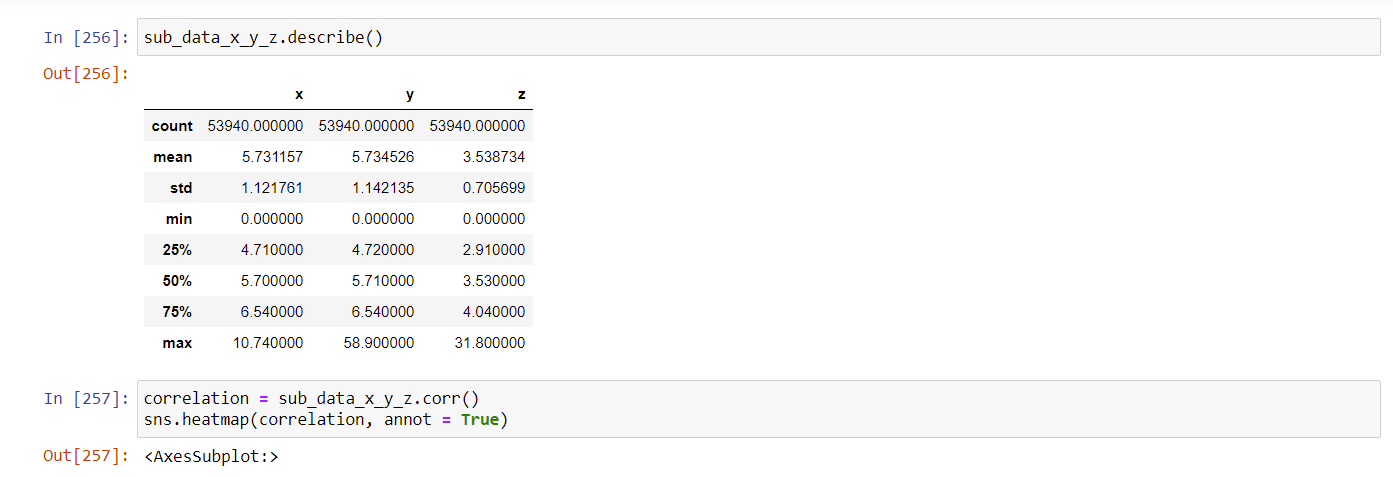 In [256]: sub_data_x_y_z.describe()
Out[256]:
x y z
count 53940.000000 53940.000000 53940.000000
mean 5.731157 5.734526 3.538734
std 1.121761 1.142135 0.705699
min 0.000000 0.000000 0.000000
25% 4.710000 4.720000 2.910000
50% 5.700000 5.710000 3.530000
75% 6.540000 6.540000 4.040000
max 10.740000 58.900000 31.800000
In [257]: correlation = sub_data_x_y_z.corr()
sns.heatmap(correlation, annot = True)
Out[257]: <AxesSubplot:>